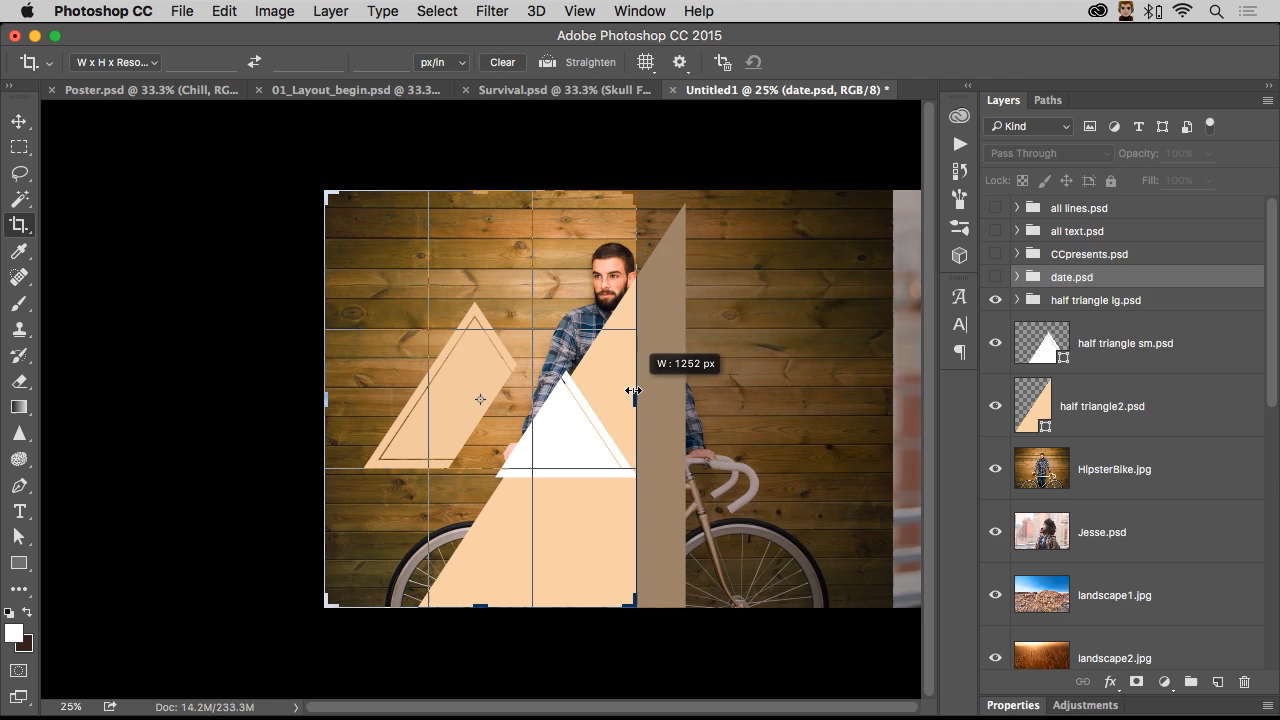 Photoshop CC File Edit Image Layer Type Select Filter 3D View Window Help
Adobe Photoshop CC 2015
W x H x Reso... px/in Clear Straighten
Poster.psd @ 33.3% (Chill, RG... 01_Layout_begin.psd @ 33.3... Survival.psd @ 33.3% (Skull F... Untitled1 @ 25% (date.psd, RGB/8) *
Layers Paths
Kind
Pass Through Opacity: 100%
Lock: Fill: 100%
all lines.psd
all text.psd
CCpresents.psd
date.psd
half triangle lg.psd
half triangle sm.psd
W : 1252 px
half triangle2.psd
HipsterBike.jpg
Jesse.psd
landscape1.jpg
landscape2.jpg
25% Doc: 14.2M/233.3M
Properties Adjustments